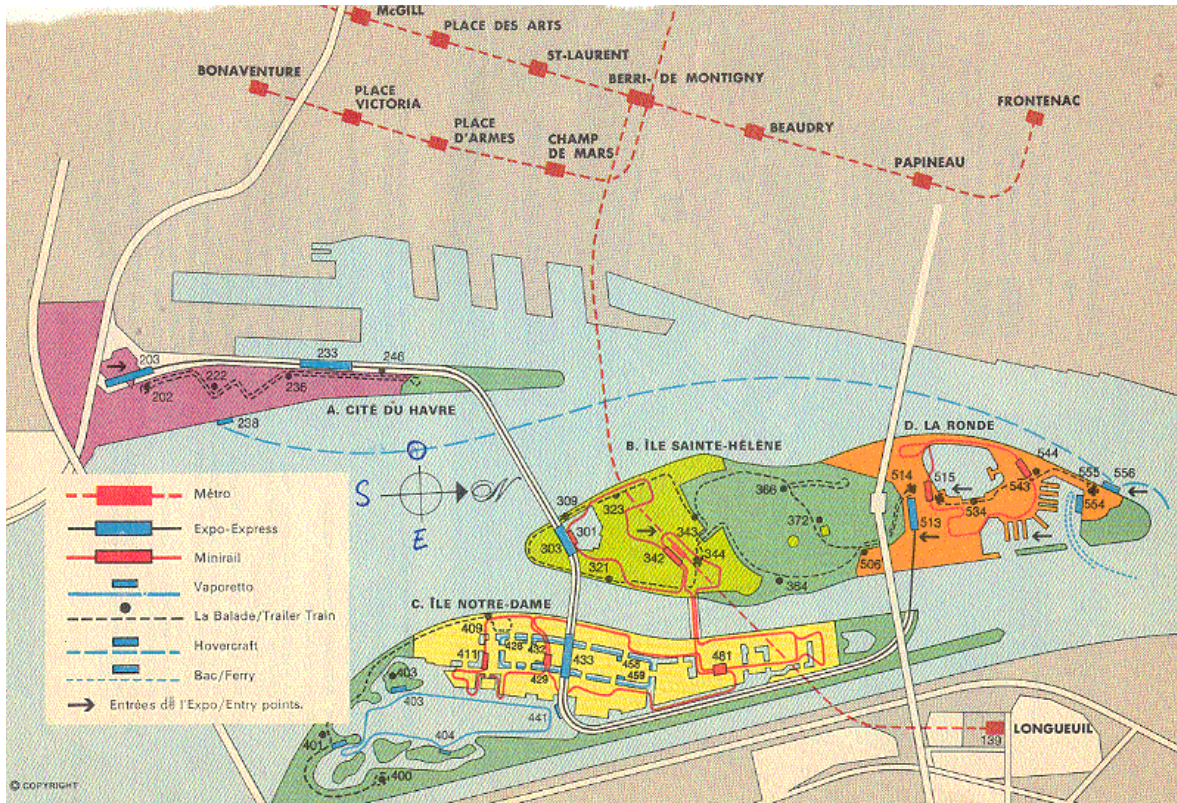 McGILL
PLACE DES ARTS
ST-LAURENT
BERRI- DE MONTIGNY
BONAVENTURE
PLACE
VICTORIA
PLACE
D'ARMES
CHAMP
DE MARS
BEAUDRY
FRONTENAC
PAPINEAU
203
233
246
202
222
236
238
A. CITÉ DU HAVRE
B. ÎLE SAINTE-HÉLÈNE
D. LA RONDE
O
S
N
E
309
323
301
303
321
343
342
344
366
372
364
506
514
515
513
534
543
544
555
556
554
C. ÎLE NOTRE-DAME
409
411
428
432
429
433
458
459
481
403
403
441
401
404
400
LONGUEUIL
139
Métro
Expo-Express
Minirail
Vaporetto
La Balade/Trailer Train
Hovercraft
Bac/Ferry
Entrées de l'Expo/Entry points.
© COPYRIGHT